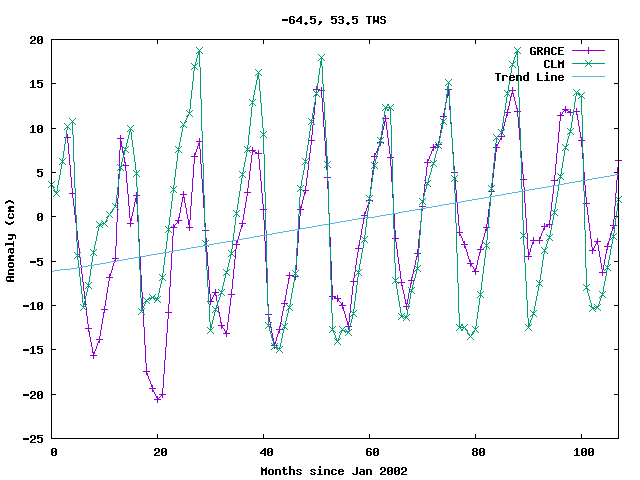 -64.5, 53.5 TWS
GRACE
CLM
Trend Line
20
15
10
5
0
-5
-10
-15
-20
-25
Anomaly (cm)
0 20 40 60 80 100
Months since Jan 2002